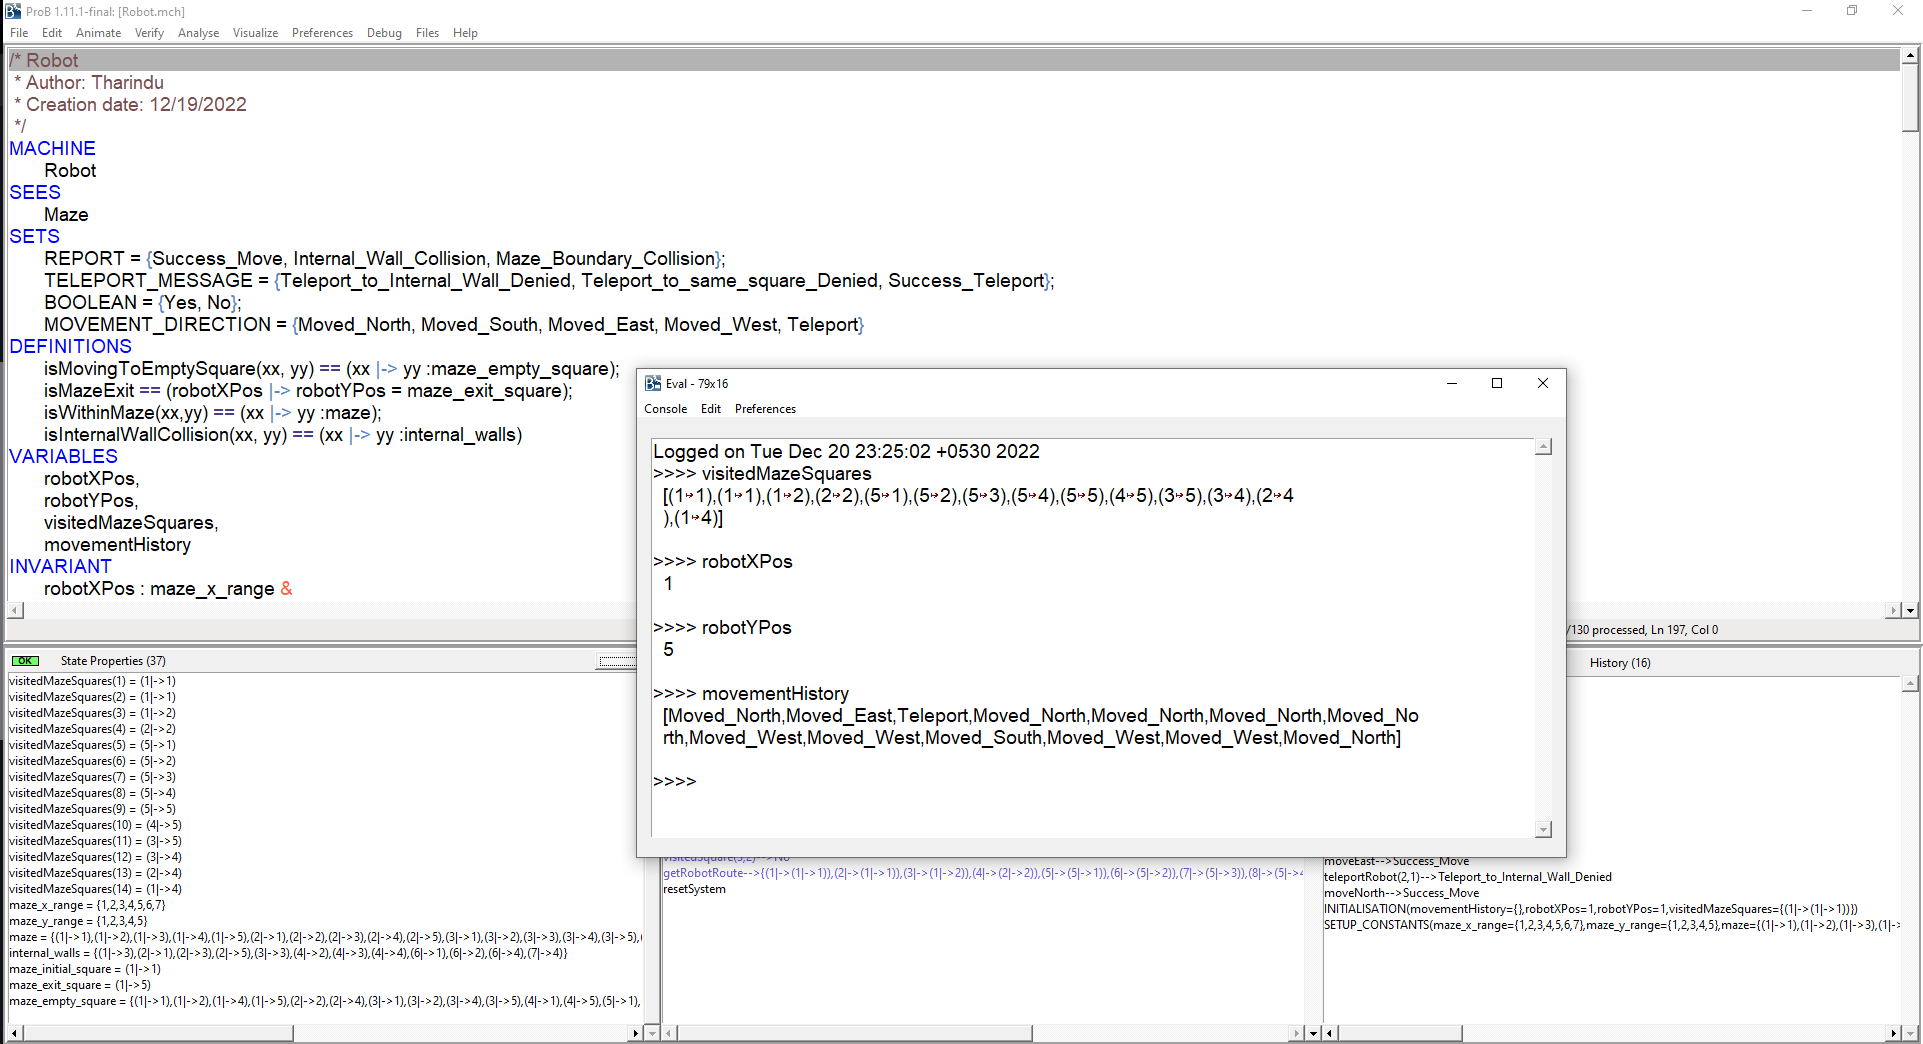 ProB 1.11.1-final: [Robot.mch]
File Edit Animate Verify Analyse Visualize Preferences Debug Files Help
/* Robot
* Author: Tharindu
* Creation date: 12/19/2022
*/
MACHINE
Robot
SEES
Maze
SETS
REPORT = {Success_Move, Internal_Wall_Collision, Maze_Boundary_Collision};
TELEPORT_MESSAGE = {Teleport_to_Internal_Wall_Denied, Teleport_to_same_square_Denied, Success_Teleport};
BOOLEAN = {Yes, No};
MOVEMENT_DIRECTION = {Moved_North, Moved_South, Moved_East, Moved_West, Teleport}
DEFINITIONS
isMovingToEmptySquare(xx, yy) == (xx |-> yy :maze_empty_square);
isMazeExit == (robotXPos |-> robotYPos = maze_exit_square);
isWithinMaze(xx,yy) == (xx |-> yy :maze);
isInternalWallCollision(xx, yy) == (xx |-> yy :internal_walls)
VARIABLES
robotXPos,
robotYPos,
visitedMazeSquares,
movementHistory
INVARIANT
robotXPos : maze_x_range &
/130 processed, Ln 197, Col 0
Eval - 79x16
Console Edit Preferences
Logged on Tue Dec 20 23:25:02 +0530 2022
>>>> visitedMazeSquares
[(1↦1),(1↦1),(1↦2),(2↦2),(5↦1),(5↦2),(5↦3),(5↦4),(5↦5),(4↦5),(3↦5),(3↦4),(2↦4
),(1↦4)]
>>>> robotXPos
1
>>>> robotYPos
5
>>>> movementHistory
[Moved_North,Moved_East,Teleport,Moved_North,Moved_North,Moved_North,Moved_No
rth,Moved_West,Moved_West,Moved_South,Moved_West,Moved_West,Moved_North]
>>>>
OK State Properties (37)
visitedMazeSquares(1) = (1|->1)
visitedMazeSquares(2) = (1|->1)
visitedMazeSquares(3) = (1|->2)
visitedMazeSquares(4) = (2|->2)
visitedMazeSquares(5) = (5|->1)
visitedMazeSquares(6) = (5|->2)
visitedMazeSquares(7) = (5|->3)
visitedMazeSquares(8) = (5|->4)
visitedMazeSquares(9) = (5|->5)
visitedMazeSquares(10) = (4|->5)
visitedMazeSquares(11) = (3|->5)
visitedMazeSquares(12) = (3|->4)
visitedMazeSquares(13) = (2|->4)
visitedMazeSquares(14) = (1|->4)
maze_x_range = {1,2,3,4,5,6,7}
maze_y_range = {1,2,3,4,5}
maze = {(1|->1),(1|->2),(1|->3),(1|->4),(1|->5),(2|->1),(2|->2),(2|->3),(2|->4),(2|->5),(3|->1),(3|->2),(3|->3),(3|->4),(3|->5),(
internal_walls = {(1|->3),(2|->1),(2|->3),(2|->5),(3|->3),(4|->2),(4|->3),(4|->4),(6|->1),(6|->2),(6|->4),(7|->4)}
maze_initial_square = (1|->1)
maze_exit_square = (1|->5)
maze_empty_square = {(1|->1),(1|->2),(1|->4),(1|->5),(2|->2),(2|->4),(3|->1),(3|->2),(3|->4),(3|->5),(4|->1),(4|->5),(5|->1),
visitedSquare(3,2)-->No
getRobotRoute-->{(1|->(1|->1)),(2|->(1|->1)),(3|->(1|->2)),(4|->(2|->2)),(5|->(5|->1)),(6|->(5|->2)),(7|->(5|->3)),(8|->(5|->4
resetSystem
History (16)
moveEast-->Success_Move
teleportRobot(2,1)-->Teleport_to_Internal_Wall_Denied
moveNorth-->Success_Move
INITIALISATION(movementHistory={},robotXPos=1,robotYPos=1,visitedMazeSquares={(1|->(1|->1))})
SETUP_CONSTANTS(maze_x_range={1,2,3,4,5,6,7},maze_y_range={1,2,3,4,5},maze={(1|->1),(1|->2),(1|->3),(1|->